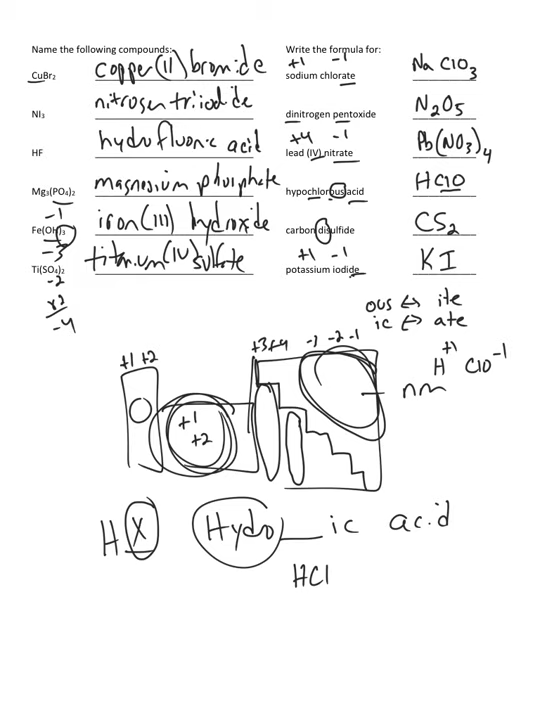 Name the following compounds:
Write the formula for:
+1 -1
CuBr₂ copper(II) bromide
sodium chlorate NaClO₃
NI₃ nitrogen triiodide
dinitrogen pentoxide N₂O₅
+4 -1
HF hydrofluoric acid
lead (IV) nitrate Pb(NO₃)₄
Mg₃(PO₄)₂ magnesium phosphate
hypochlorous acid HClO
-1
Fe(OH)₃ iron(III) hydroxide
carbon disulfide CS₂
-3
+1 -1
Ti(SO₄)₂ titanium(IV) sulfate
potassium iodide KI
-2
x2
-4
ous ⇔ ite
ic ⇔ ate
+1 +2 +3 +4 -3 -2 -1
H⁺¹ ClO⁻¹
nm
+1
+2
HX Hydro ___ ic acid
HCl